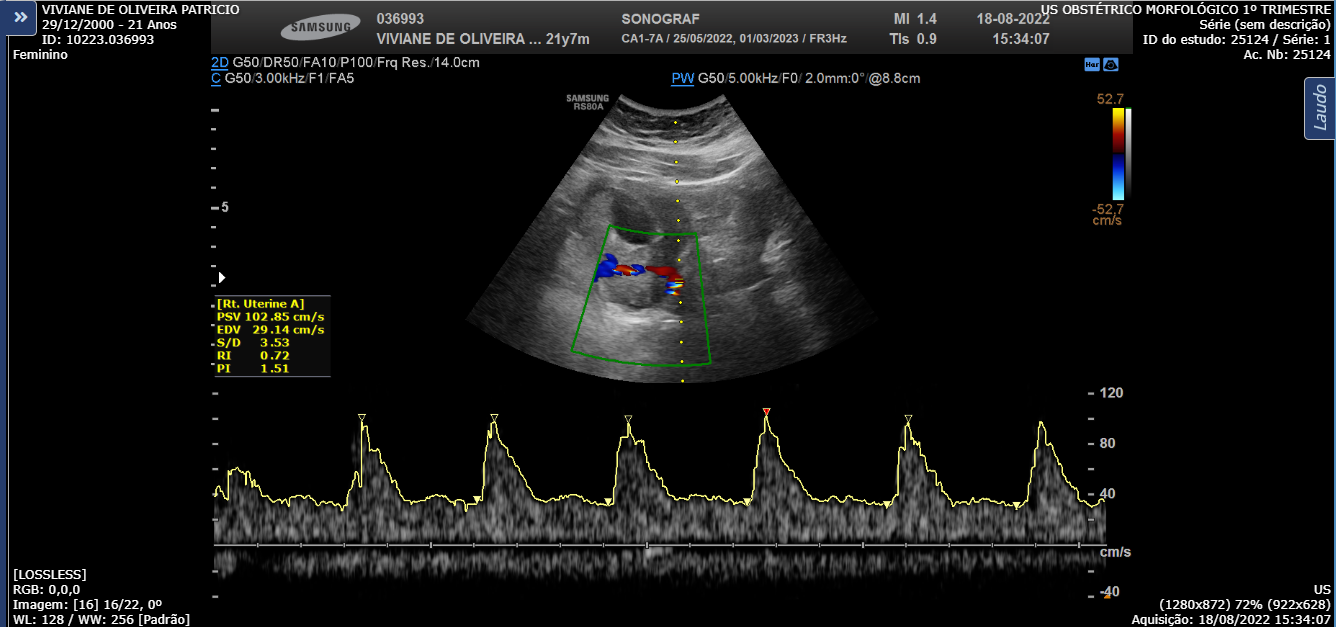 VIVIANE DE OLIVEIRA PATRICIO
29/12/2000 - 21 Anos
ID: 10223.036993
Feminino
SAMSUNG
036993
VIVIANE DE OLIVEIRA ... 21y7m
SONOGRAF
CA1-7A / 25/05/2022, 01/03/2023 / FR3Hz
MI 1.4
TIs 0.9
18-08-2022
15:34:07
US OBSTÉTRICO MORFOLÓGICO 1º TRIMESTRE
Série (sem descrição)
ID do estudo: 25124 / Série: 1
Ac. Nb: 25124
2D G50/DR50/FA10/P100/Frq Res./14.0cm
C G50/3.00kHz/F1/FA5
PW G50/5.00kHz/F0/ 2.0mm:0°/@8.8cm
Har
Laudo
SAMSUNG
RS80A
52.7
-52.7
cm/s
5
[Rt. Uterine A]
PSV 102.85 cm/s
EDV 29.14 cm/s
S/D 3.53
RI 0.72
PI 1.51
120
80
40
cm/s
-40
[LOSSLESS]
RGB: 0,0,0
Imagem: [16] 16/22, 0º
WL: 128 / WW: 256 [Padrão]
US
(1280x872) 72% (922x628)
Aquisição: 18/08/2022 15:34:07